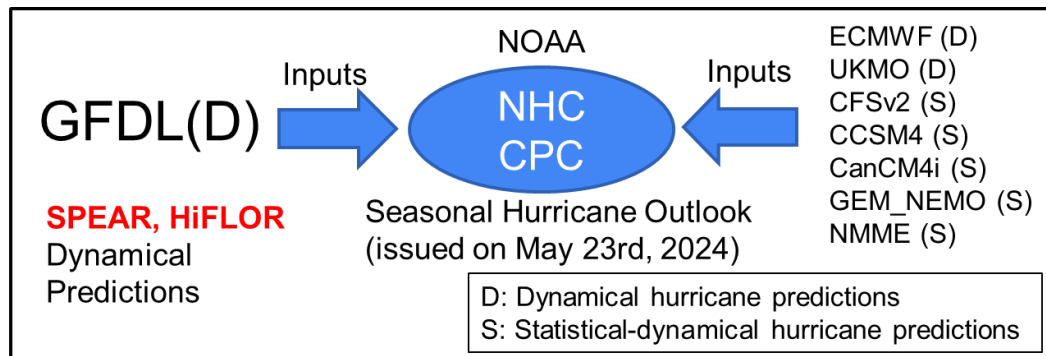 NOAA
Inputs
GFDL(D)
NHC
CPC
Inputs
ECMWF (D)
UKMO (D)
CFSv2 (S)
CCSM4 (S)
CanCM4i (S)
GEM_NEMO (S)
NMME (S)
SPEAR, HiFLOR
Dynamical
Predictions
Seasonal Hurricane Outlook
(issued on May 23rd, 2024)
D: Dynamical hurricane predictions
S: Statistical-dynamical hurricane predictions